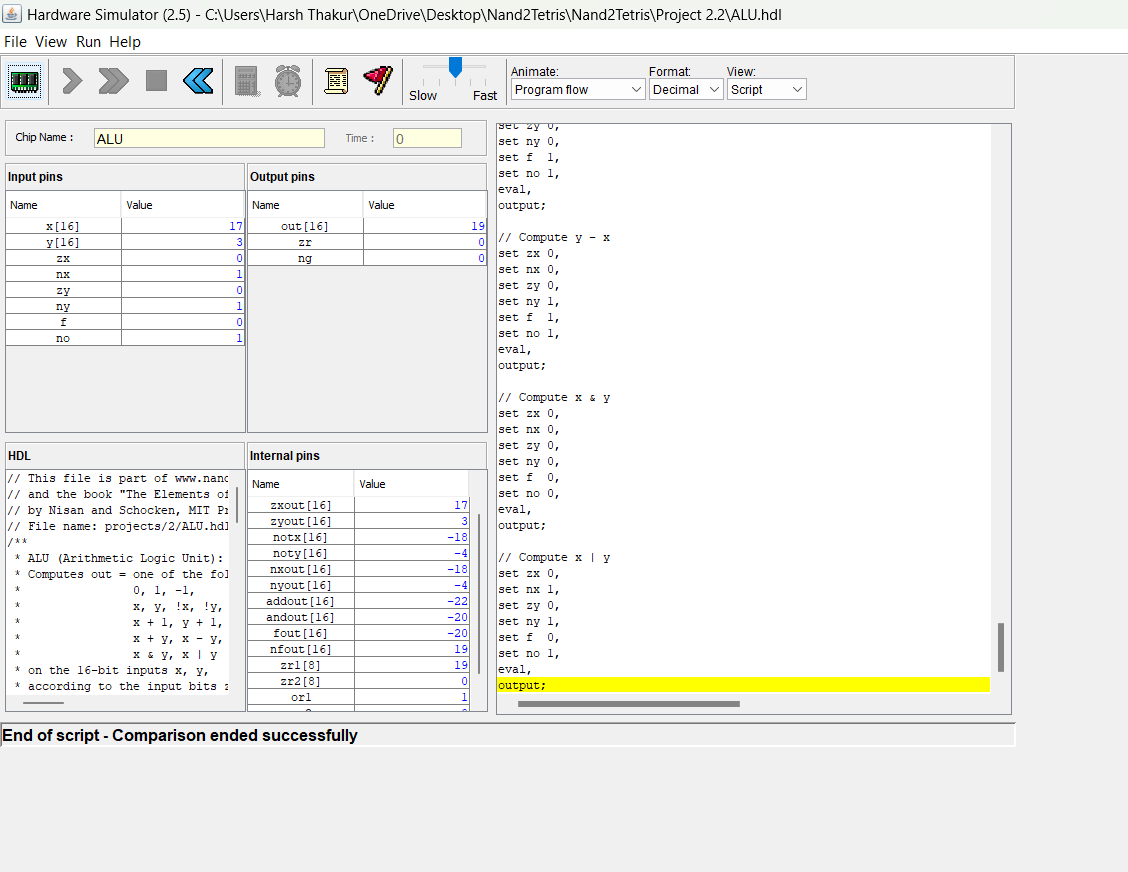 Hardware Simulator (2.5) - C:\Users\Harsh Thakur\OneDrive\Desktop\Nand2Tetris\Nand2Tetris\Project 2.2\ALU.hdl
File View Run Help
Slow Fast
Animate: Format: View:
Program flow Decimal Script
Chip Name : ALU Time : 0
Input pins
Name Value
x[16] 17
y[16] 3
zx 0
nx 1
zy 0
ny 1
f 0
no 1
Output pins
Name Value
out[16] 19
zr 0
ng 0
HDL
// This file is part of www.nand
// and the book "The Elements of
// by Nisan and Schocken, MIT Pr
// File name: projects/2/ALU.hdl
/**
* ALU (Arithmetic Logic Unit):
* Computes out = one of the fol
* 0, 1, -1,
* x, y, !x, !y,
* x + 1, y + 1,
* x + y, x - y,
* x & y, x | y
* on the 16-bit inputs x, y,
* according to the input bits z
Internal pins
Name Value
zxout[16] 17
zyout[16] 3
notx[16] -18
noty[16] -4
nxout[16] -18
nyout[16] -4
addout[16] -22
andout[16] -20
fout[16] -20
nfout[16] 19
zr1[8] 19
zr2[8] 0
or1 1
set zy 0,
set ny 0,
set f  1,
set no 1,
eval,
output;
// Compute y - x
set zx 0,
set nx 0,
set zy 0,
set ny 1,
set f  1,
set no 1,
eval,
output;
// Compute x & y
set zx 0,
set nx 0,
set zy 0,
set ny 0,
set f  0,
set no 0,
eval,
output;
// Compute x | y
set zx 0,
set nx 1,
set zy 0,
set ny 1,
set f  0,
set no 1,
eval,
output;
End of script - Comparison ended successfully